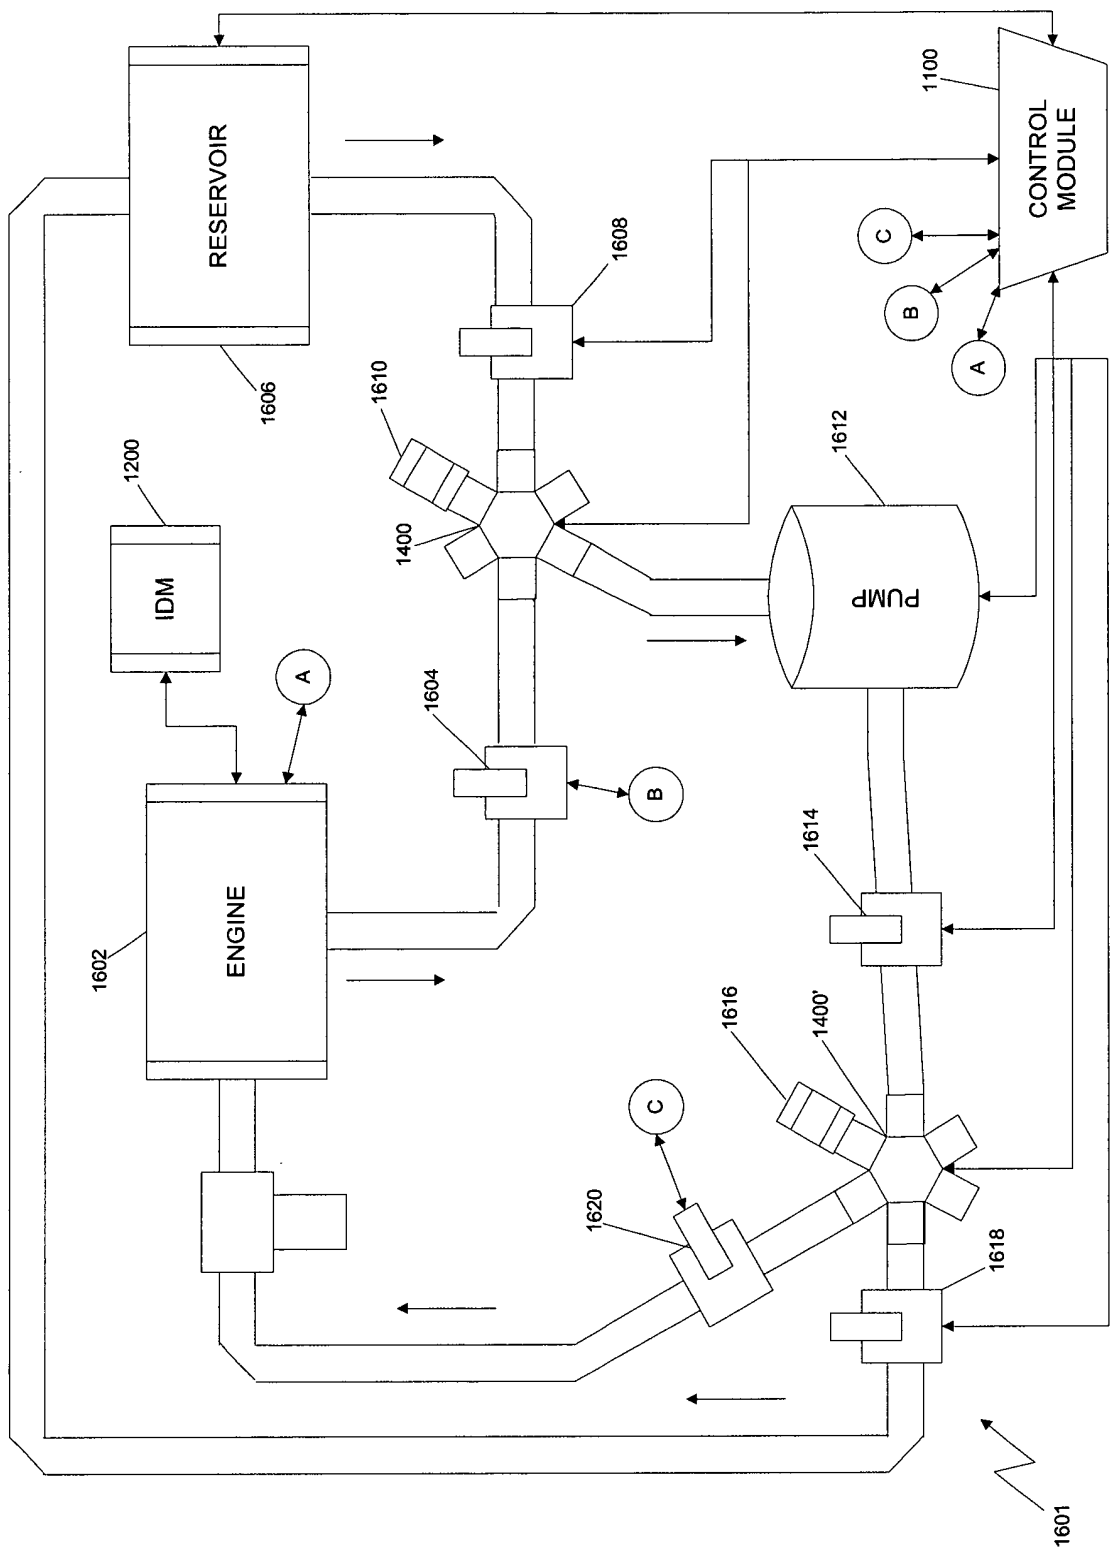 1601
1602
ENGINE
A
IDM
1200
1606
RESERVOIR
1604
B
1400
1610
1608
C
1620
1616
1400'
1614
1618
PUMP
1612
A
B
C
CONTROL
MODULE
1100